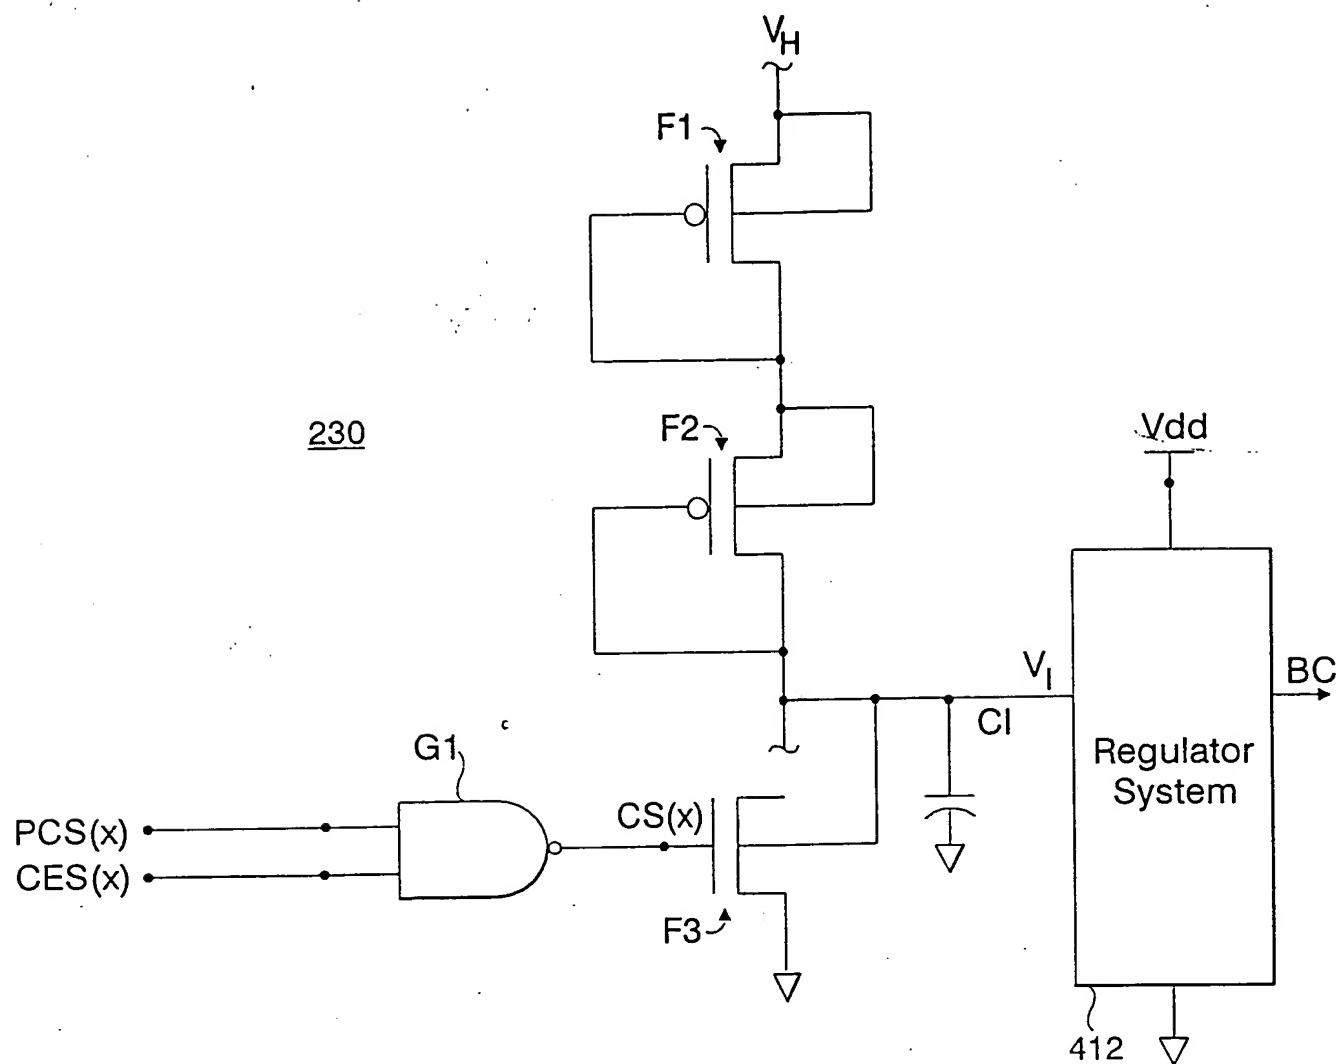 VH
F1
230
F2
Vdd
VI
BC
CI
G1
Regulator
System
PCS(x)
CS(x)
CES(x)
F3
412